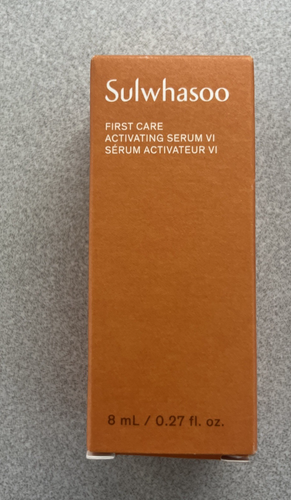 Sulwhasoo
FIRST CARE
ACTIVATING SERUM VI
SÉRUM ACTIVATEUR VI
8 mL / 0.27 fl. oz.